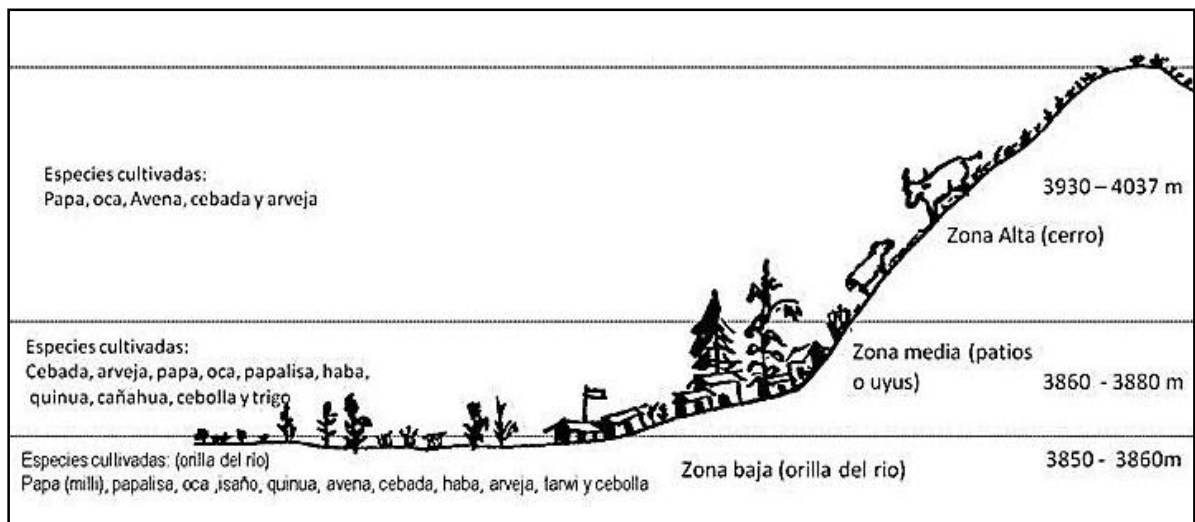 Especies cultivadas:
Papa, oca, Avena, cebada y arveja
3930 – 4037 m
Zona Alta (cerro)
Especies cultivadas:
Cebada, arveja, papa, oca, papalisa, haba,
quinua, cañahua, cebolla y trigo
Zona media (patios
o uyus)
3860 - 3880 m
Especies cultivadas: (orilla del rio)
Papa (milli), papalisa, oca ,isaño, quinua, avena, cebada, haba, arveja, tarwi y cebolla
Zona baja (orilla del rio)
3850 - 3860m